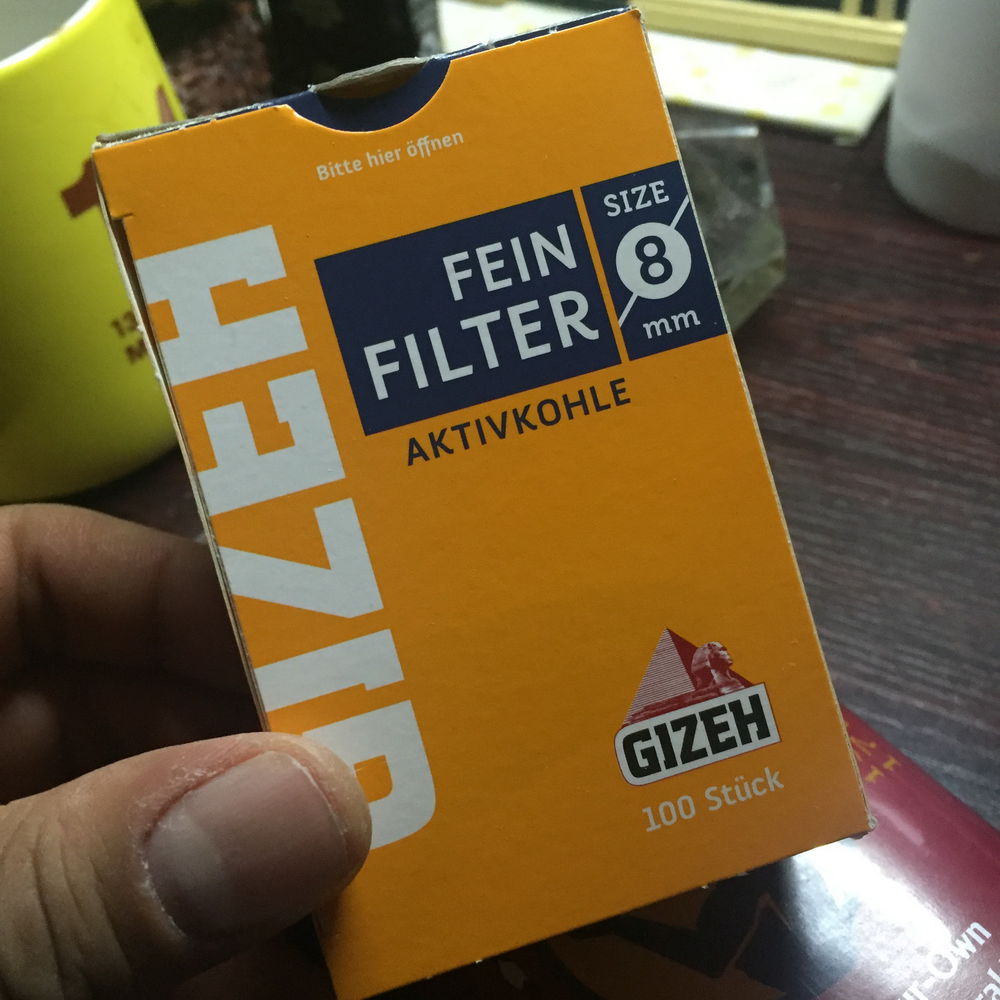 Bitte hier öffnen
GIZEH
FEIN
FILTER
AKTIVKOHLE
SIZE
8
mm
GIZEH
100 Stück